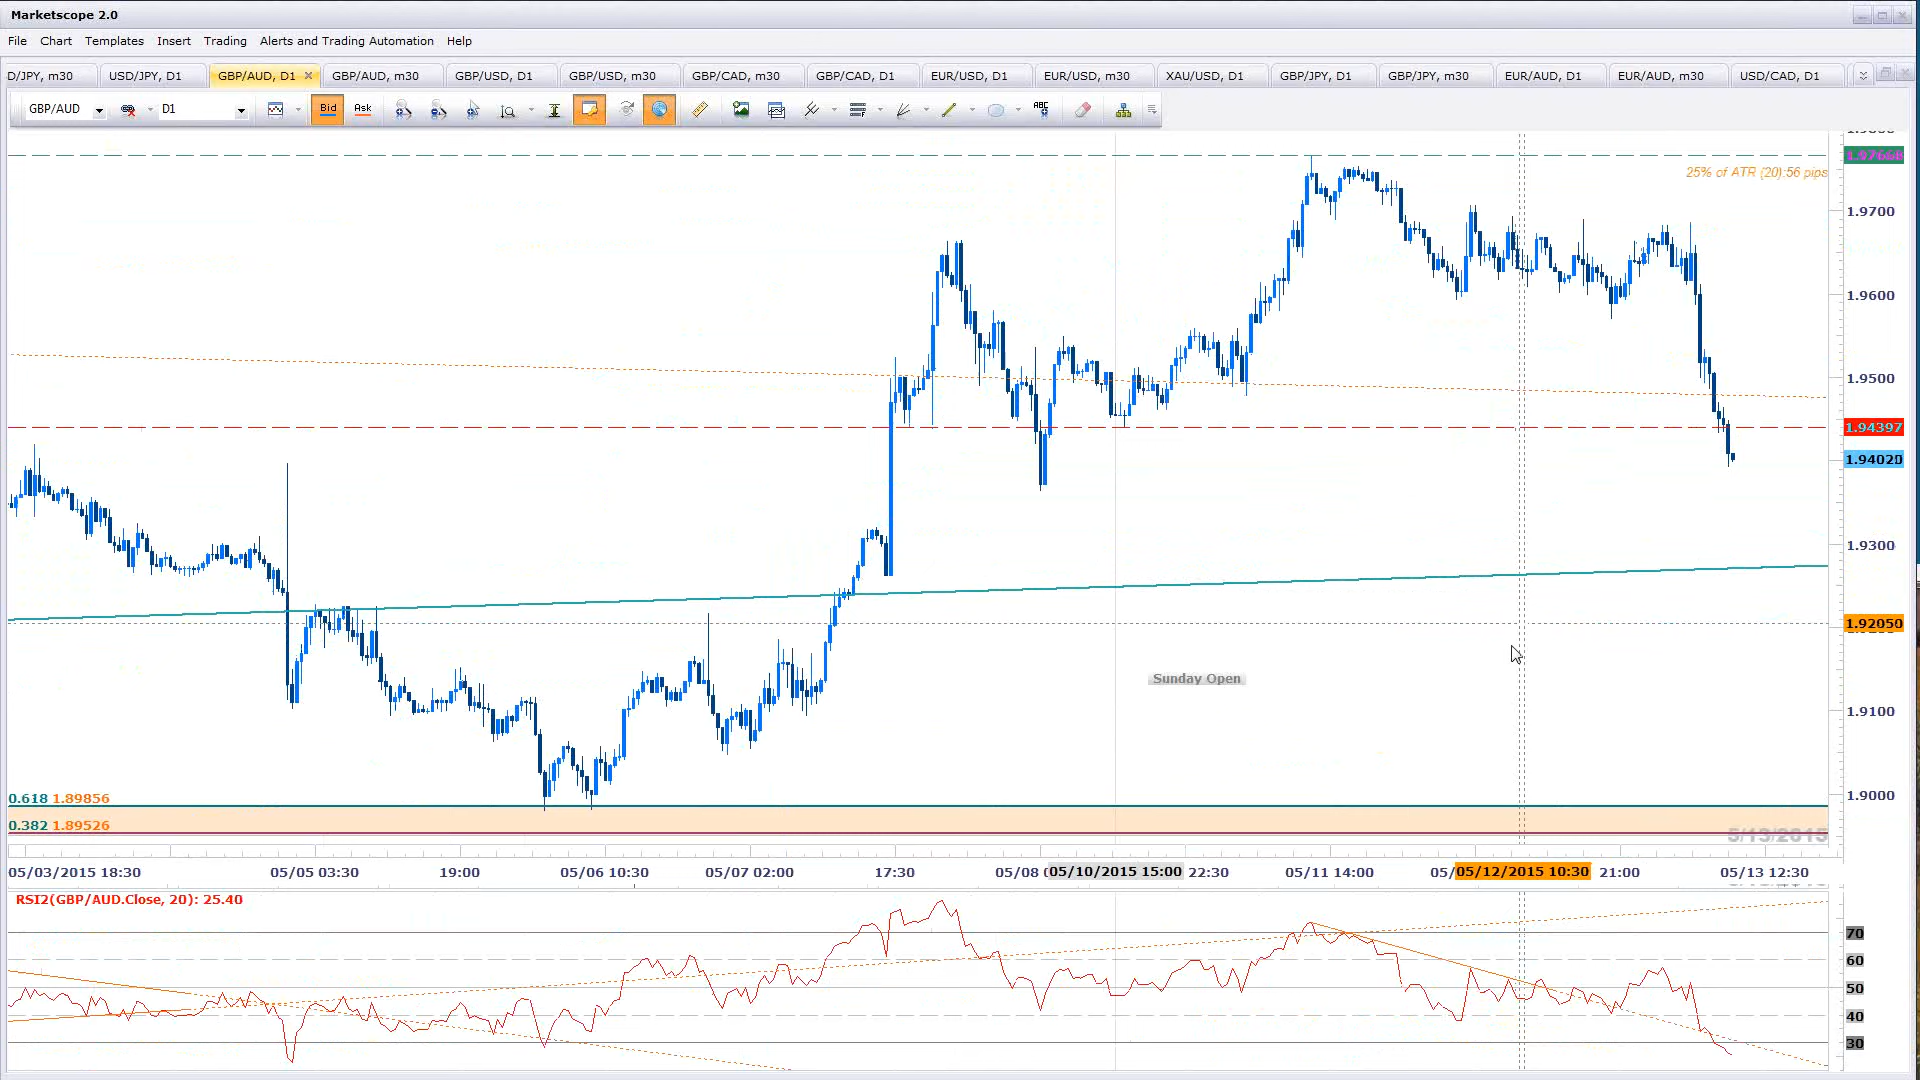 Marketscope 2.0
File Chart Templates Insert Trading Alerts and Trading Automation Help
D/JPY, m30 USD/JPY, D1 GBP/AUD, D1 GBP/AUD, m30 GBP/USD, D1 GBP/USD, m30 GBP/CAD, m30 GBP/CAD, D1 EUR/USD, D1 EUR/USD, m30 XAU/USD, D1 GBP/JPY, D1 GBP/JPY, m30 EUR/AUD, D1 EUR/AUD, m30 USD/CAD, D1
GBP/AUD D1 Bid Ask ABC
1.97668
25% of ATR (20):56 pips
1.9700
1.9600
1.9500
1.94397
1.94020
1.9300
1.92050
Sunday Open
1.9100
0.618 1.89856
1.9000
0.382 1.89526
5/13/2015
05/03/2015 18:30 05/05 03:30 19:00 05/06 10:30 05/07 02:00 17:30 05/08 05/10/2015 15:00 22:30 05/11 14:00 05/ 05/12/2015 10:30 21:00 05/13 12:30
RSI2(GBP/AUD.Close, 20): 25.40
70
60
50
40
30